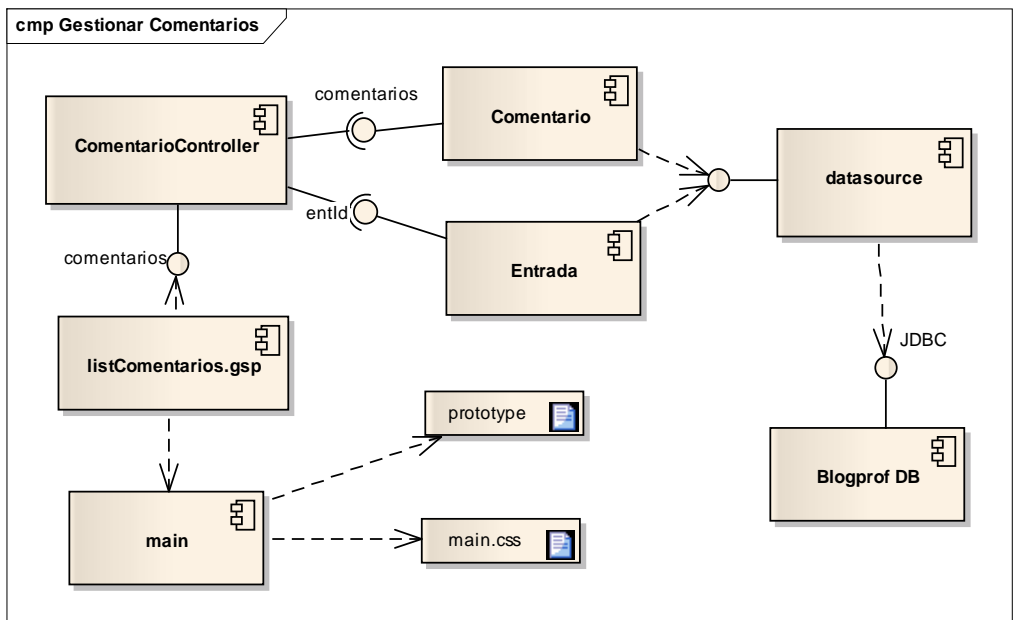 cmp Gestionar Comentarios
comentarios
Comentario
ComentarioController
datasource
entId
comentarios
Entrada
listComentarios.gsp
JDBC
prototype
Blogprof DB
main
main.css